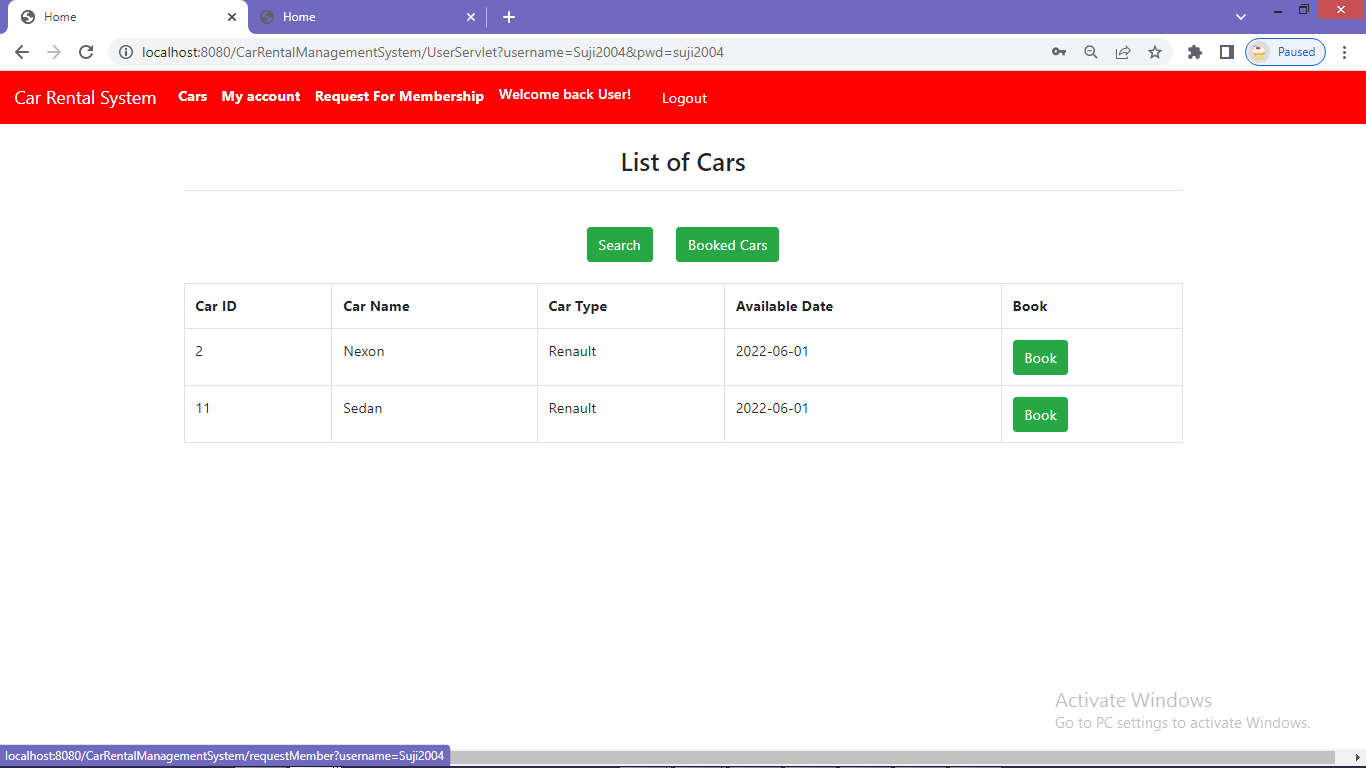 Home
Home
localhost:8080/CarRentalManagementSystem/UserServlet?username=Suji2004&pwd=suji2004
Paused
Car Rental System Cars My account Request For Membership Welcome back User! Logout
List of Cars
Search Booked Cars
Car ID Car Name Car Type Available Date Book
2 Nexon Renault 2022-06-01 Book
11 Sedan Renault 2022-06-01 Book
Activate Windows
Go to PC settings to activate Windows.
localhost:8080/CarRentalManagementSystem/requestMember?username=Suji2004